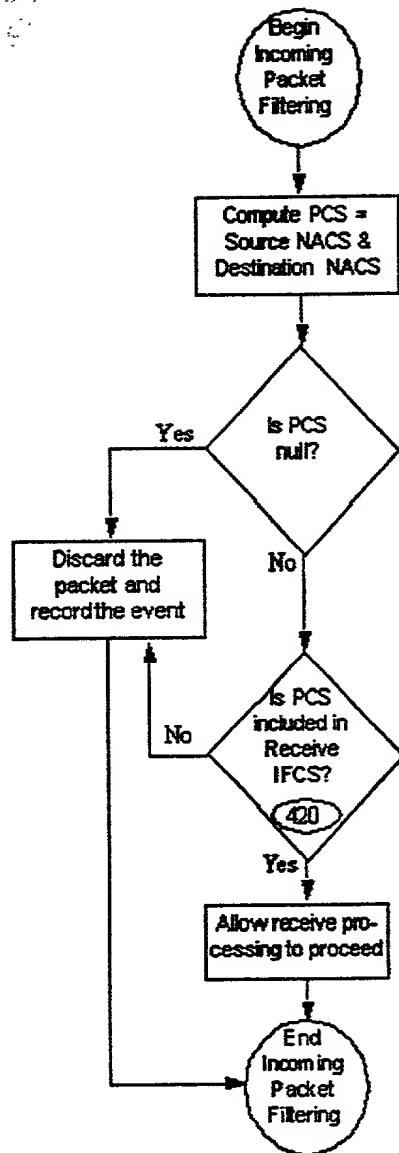 Begin
Incoming
Packet
Filtering
Compute PCS =
Source NACS &
Destination NACS
Is PCS
null?
Yes
No
Discard the
packet and
record the event
Is PCS
included in
Receive
IFCS?
420
No
Yes
Allow receive pro-
cessing to proceed
End
Incoming
Packet
Filtering